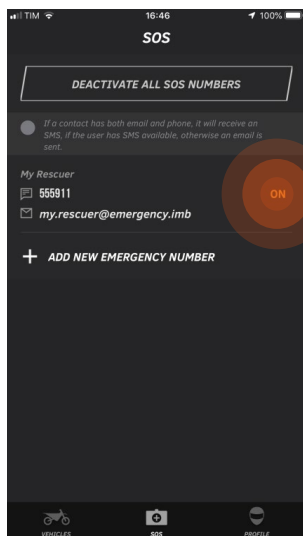 TIM 16:46 100%
SOS
DEACTIVATE ALL SOS NUMBERS
If a contact has both email and phone, it will receive an
SMS, if the user has SMS available, otherwise an email is
sent.
My Rescuer
555911
ON
my.rescuer@emergency.imb
ADD NEW EMERGENCY NUMBER
VEHICLES SOS PROFILE